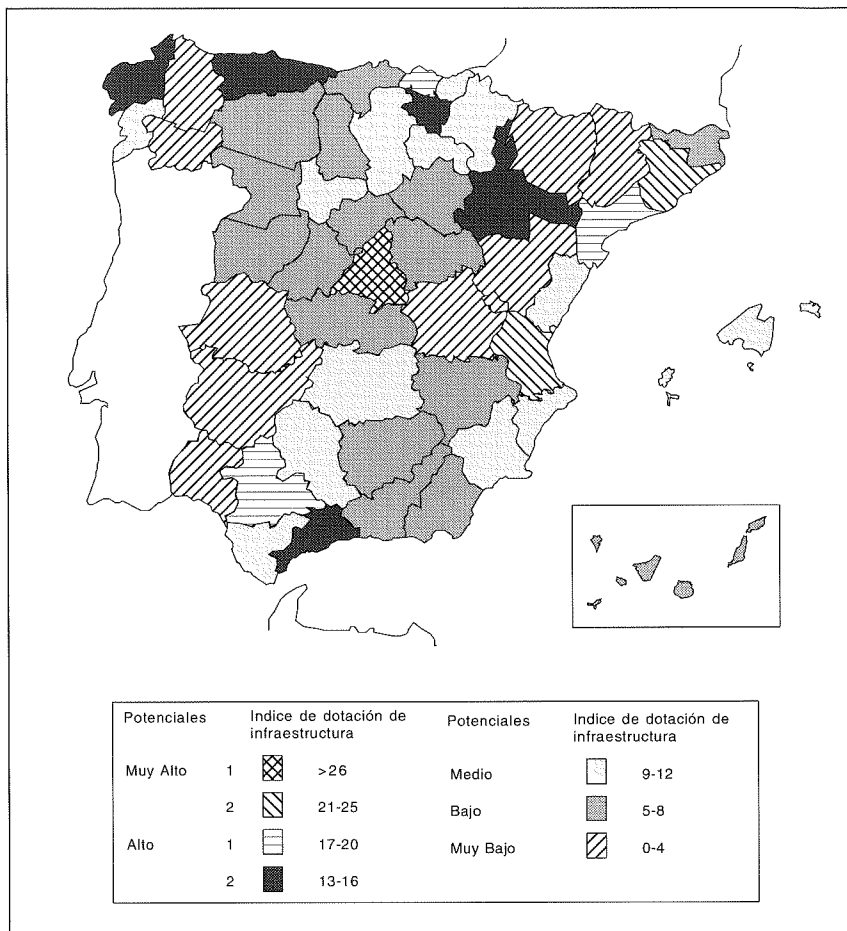 Potenciales Indice de dotación de infraestructura
Muy Alto 1 >26
2 21-25
Alto 1 17-20
2 13-16
Potenciales Indice de dotación de infraestructura
Medio 9-12
Bajo 5-8
Muy Bajo 0-4